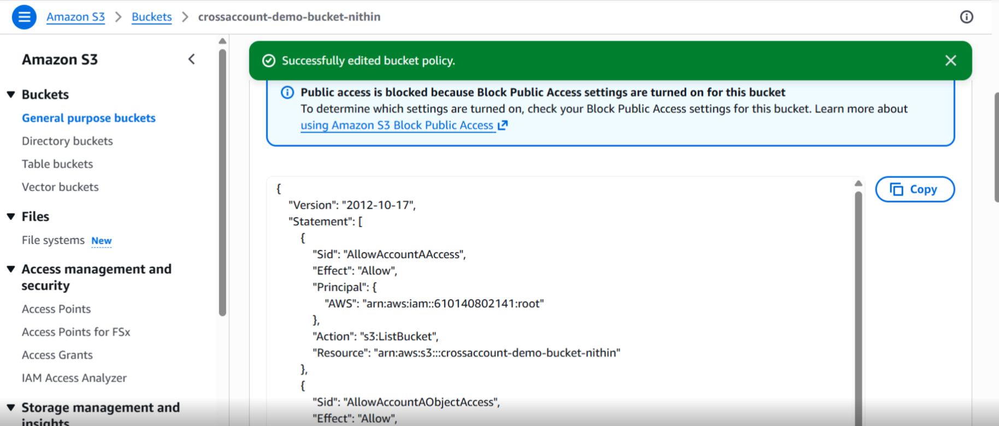 Amazon S3 > Buckets > crossaccount-demo-bucket-nithin
Amazon S3
Buckets
General purpose buckets
Directory buckets
Table buckets
Vector buckets
Files
File systems New
Access management and
security
Access Points
Access Points for FSx
Access Grants
IAM Access Analyzer
Storage management and
insights
Successfully edited bucket policy.
Public access is blocked because Block Public Access settings are turned on for this bucket
To determine which settings are turned on, check your Block Public Access settings for this bucket. Learn more about
using Amazon S3 Block Public Access
Copy
{
"Version": "2012-10-17",
"Statement": [
{
"Sid": "AllowAccountAAccess",
"Effect": "Allow",
"Principal": {
"AWS": "arn:aws:iam::610140802141:root"
},
"Action": "s3:ListBucket",
"Resource": "arn:aws:s3:::crossaccount-demo-bucket-nithin"
},
{
"Sid": "AllowAccountAObjectAccess",
"Effect": "Allow",